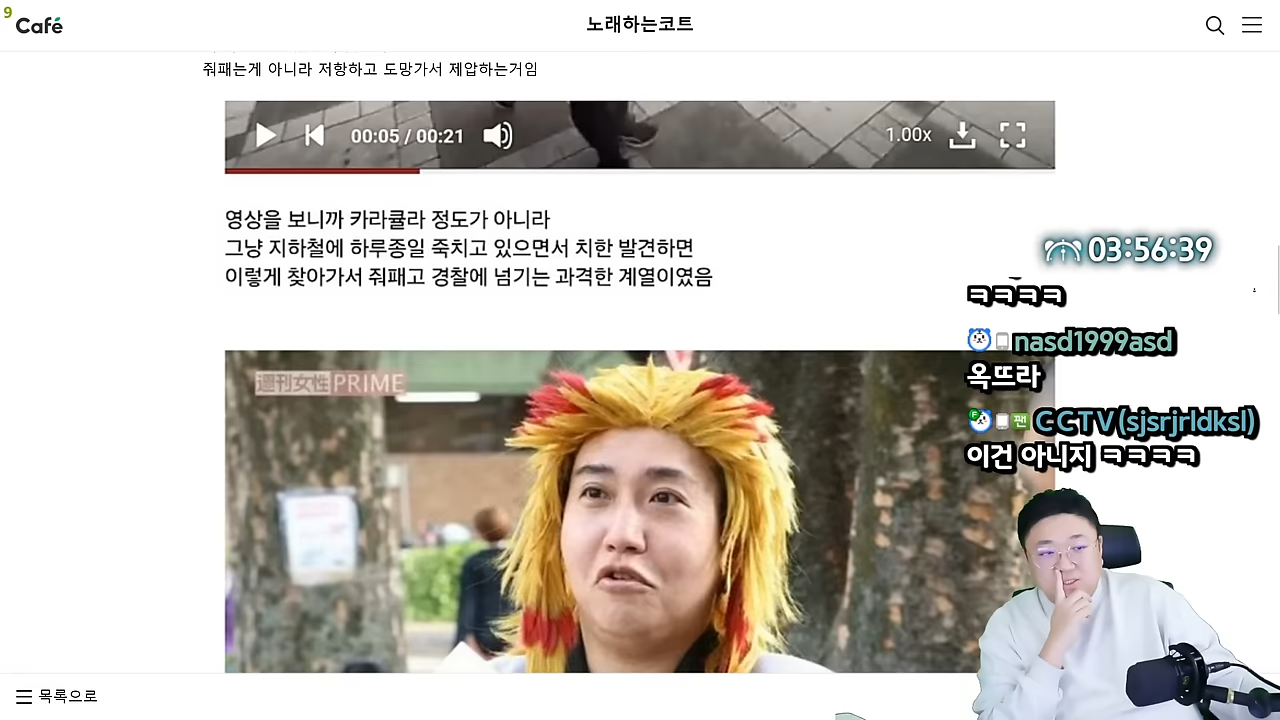 9
Café
노래하는코트
줘패는게 아니라 저항하고 도망가서 제압하는거임
00:05 / 00:21
1.00x
영상을 보니까 카라큘라 정도가 아니라
그냥 지하철에 하루종일 죽치고 있으면서 치한 발견하면
이렇게 찾아가서 줘패고 경찰에 넘기는 과격한 계열이였음
03:56:39
ㅋㅋㅋㅋ
nasd1999asd
옥뜨라
F
팬
CCTV(sjsrjrldksl)
이건 아니지 ㅋㅋㅋㅋ
週刊女性PRIME
목록으로